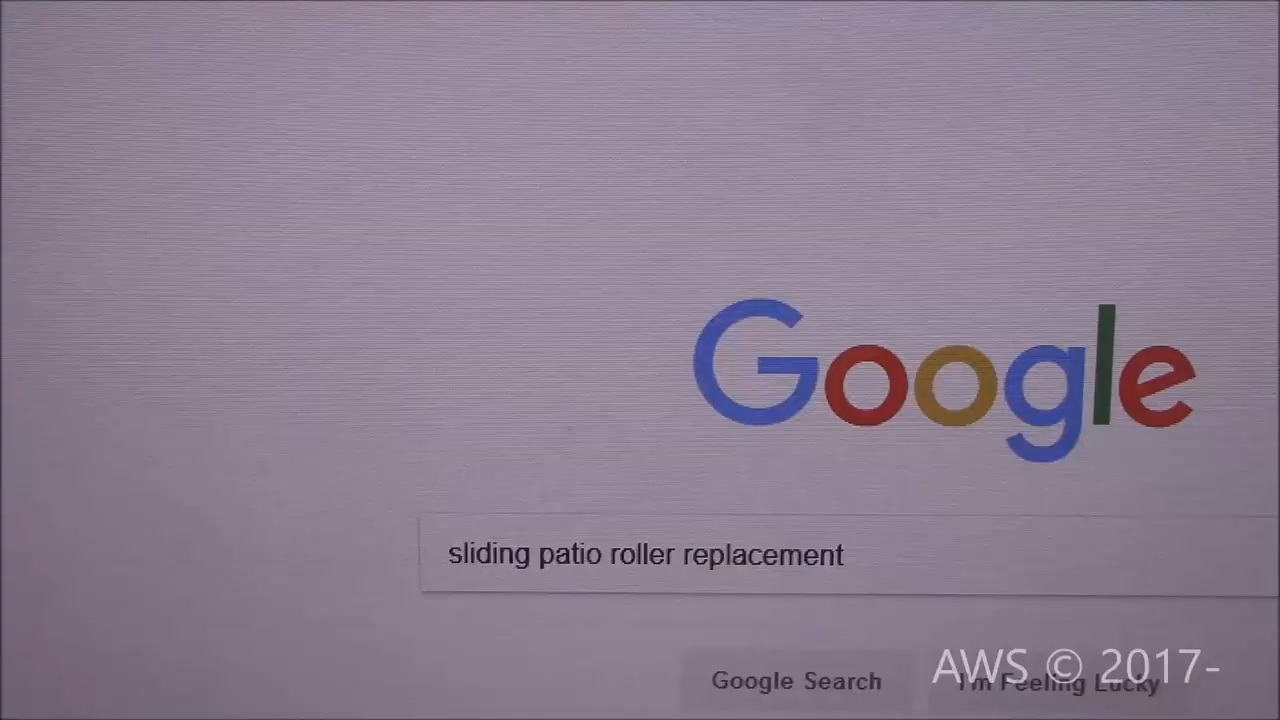 Google
sliding patio roller replacement
Google Search
I'm Feeling Lucky
AWS © 2017-